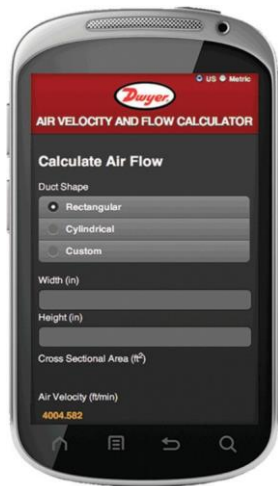 US Metric
Dwyer
AIR VELOCITY AND FLOW CALCULATOR
Calculate Air Flow
Duct Shape
Rectangular
Cylindrical
Custom
Width (in)
Height (in)
Cross Sectional Area (ft²)
Air Velocity (ft/min)
4004.582